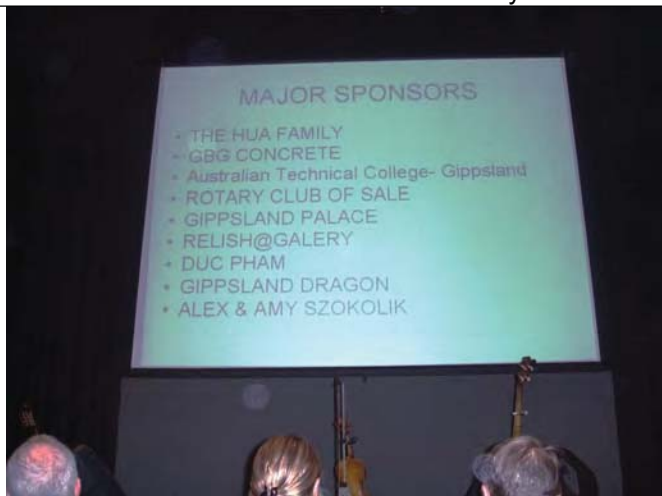 MAJOR SPONSORS
• THE HUA FAMILY
• GBG CONCRETE
• Australian Technical College- Gippsland
• ROTARY CLUB OF SALE
• GIPPSLAND PALACE
• RELISH@GALERY
• DUC PHAM
• GIPPSLAND DRAGON
• ALEX & AMY SZOKOLIK